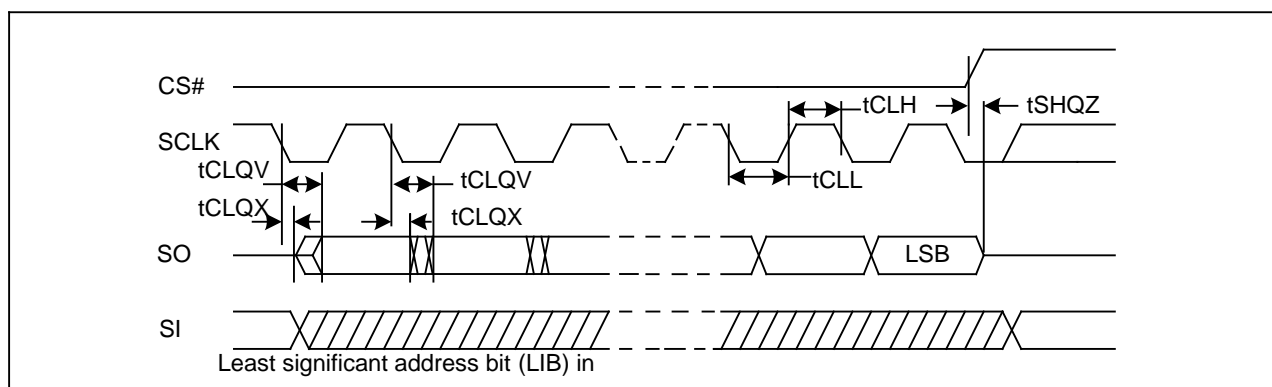 CS#
tCLH
tSHQZ
SCLK
tCLQV
tCLQV
tCLL
tCLQX
tCLQX
SO
LSB
SI
Least significant address bit (LIB) in